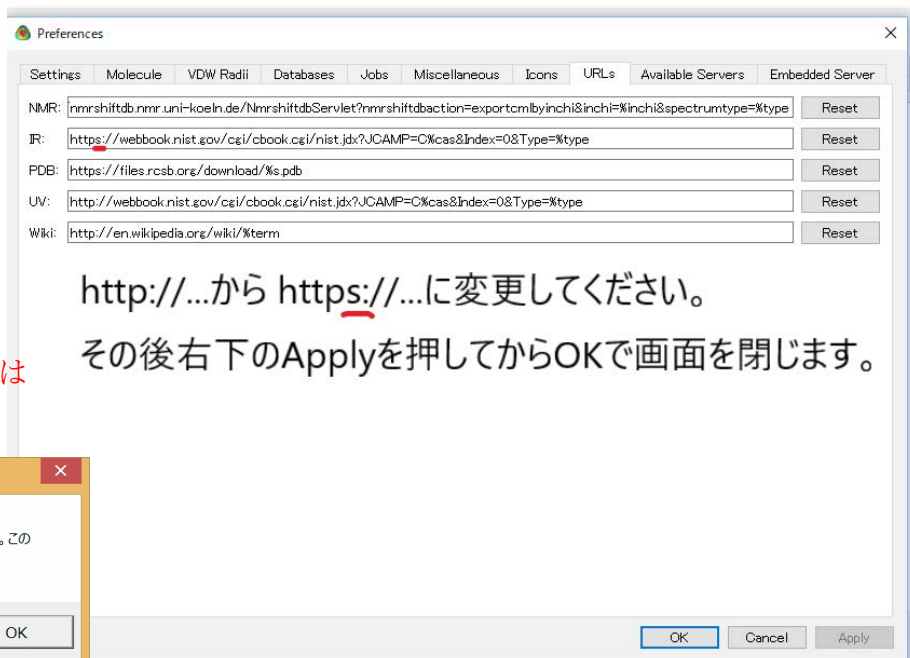 Preferences
Settings Molecule VDW Radii Databases Jobs Miscellaneous Icons URLs Available Servers Embedded Server
NMR: nmrshiftdb.nmr.uni-koeln.de/NmrshiftdbServlet?nmrshiftdbaction=exportcmlbyinchi&inchi=%inchi&spectrumtype=%type Reset
IR: https://webbook.nist.gov/cgi/cbook.cgi/nist.jdx?JCAMP=C%cas&Index=0&Type=%type Reset
PDB: https://files.rcsb.org/download/%s.pdb Reset
UV: http://webbook.nist.gov/cgi/cbook.cgi/nist.jdx?JCAMP=C%cas&Index=0&Type=%type Reset
Wiki: http://en.wikipedia.org/wiki/%term Reset
http://...から https://...に変更してください。
その後右下のApplyを押してからOKで画面を閉じます。
は
。この
OK
OK Cancel Apply